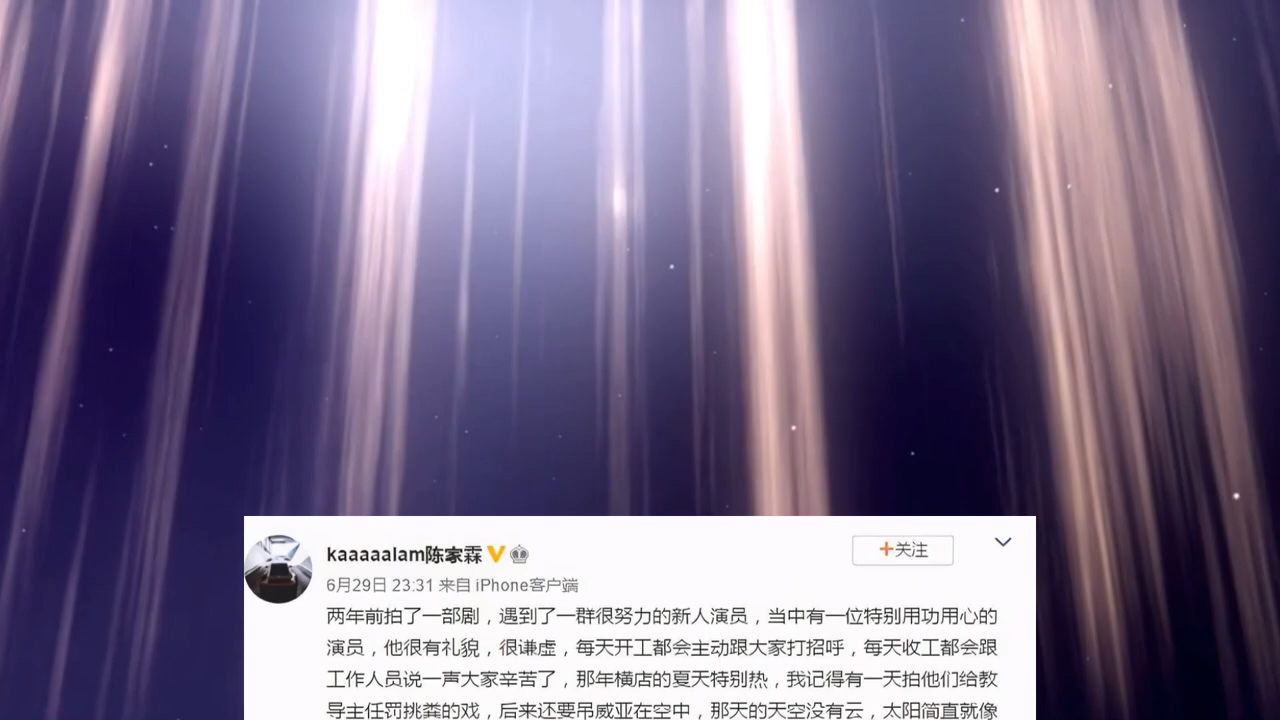 kaaaaalam陈家霖
+关注
6月29日 23:31 来自 iPhone客户端
两年前拍了一部剧，遇到了一群很努力的新人演员，当中有一位特别用功用心的
演员，他很有礼貌，很谦虚，每天开工都会主动跟大家打招呼，每天收工都会跟
工作人员说一声大家辛苦了，那年横店的夏天特别热，我记得有一天拍他们给教
导主任罚挑粪的戏，后来还要吊威亚在空中，那天的天空没有云，太阳简直就像